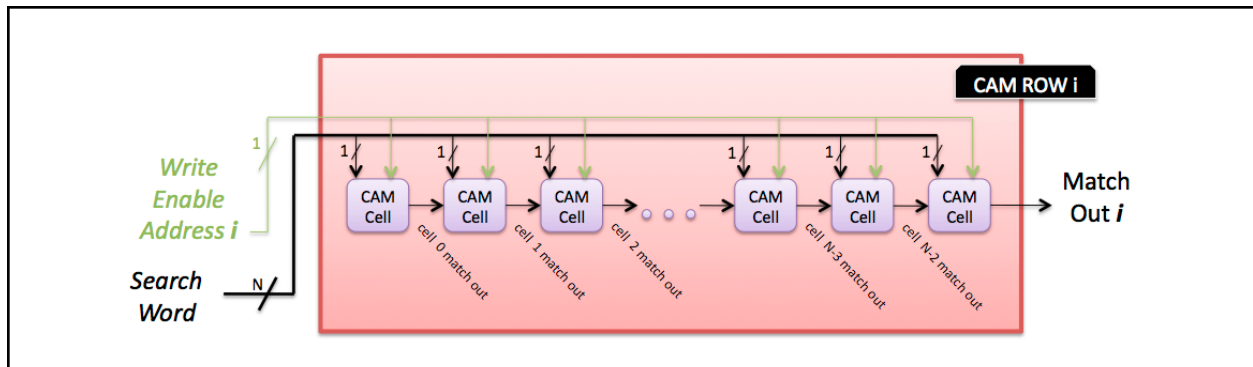 CAM ROW i
1
Write
Enable
Address i
Search
Word
N
1
1
1
1
1
1
CAM
Cell
CAM
Cell
CAM
Cell
CAM
Cell
CAM
Cell
CAM
Cell
cell 0 match out
cell 1 match out
cell 2 match out
cell N-3 match out
cell N-2 match out
Match
Out i